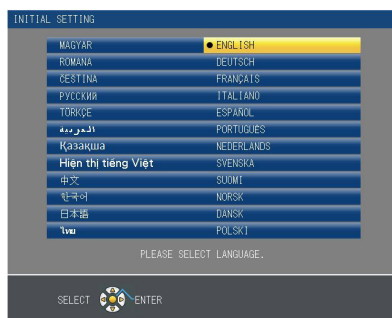 INITIAL SETTING
MAGYAR ENGLISH
ROMÂNA DEUTSCH
ČEŠTINA FRANÇAIS
РУССКИЙ ITALIANO
TÜRKÇE ESPAÑOL
العربية PORTUGUÊS
Қазақша NEDERLANDS
Hiện thị tiếng Việt SVENSKA
中文 SUOMI
한국어 NORSK
日本語 DANSK
ไทย POLSKI
PLEASE SELECT LANGUAGE.
SELECT ENTER